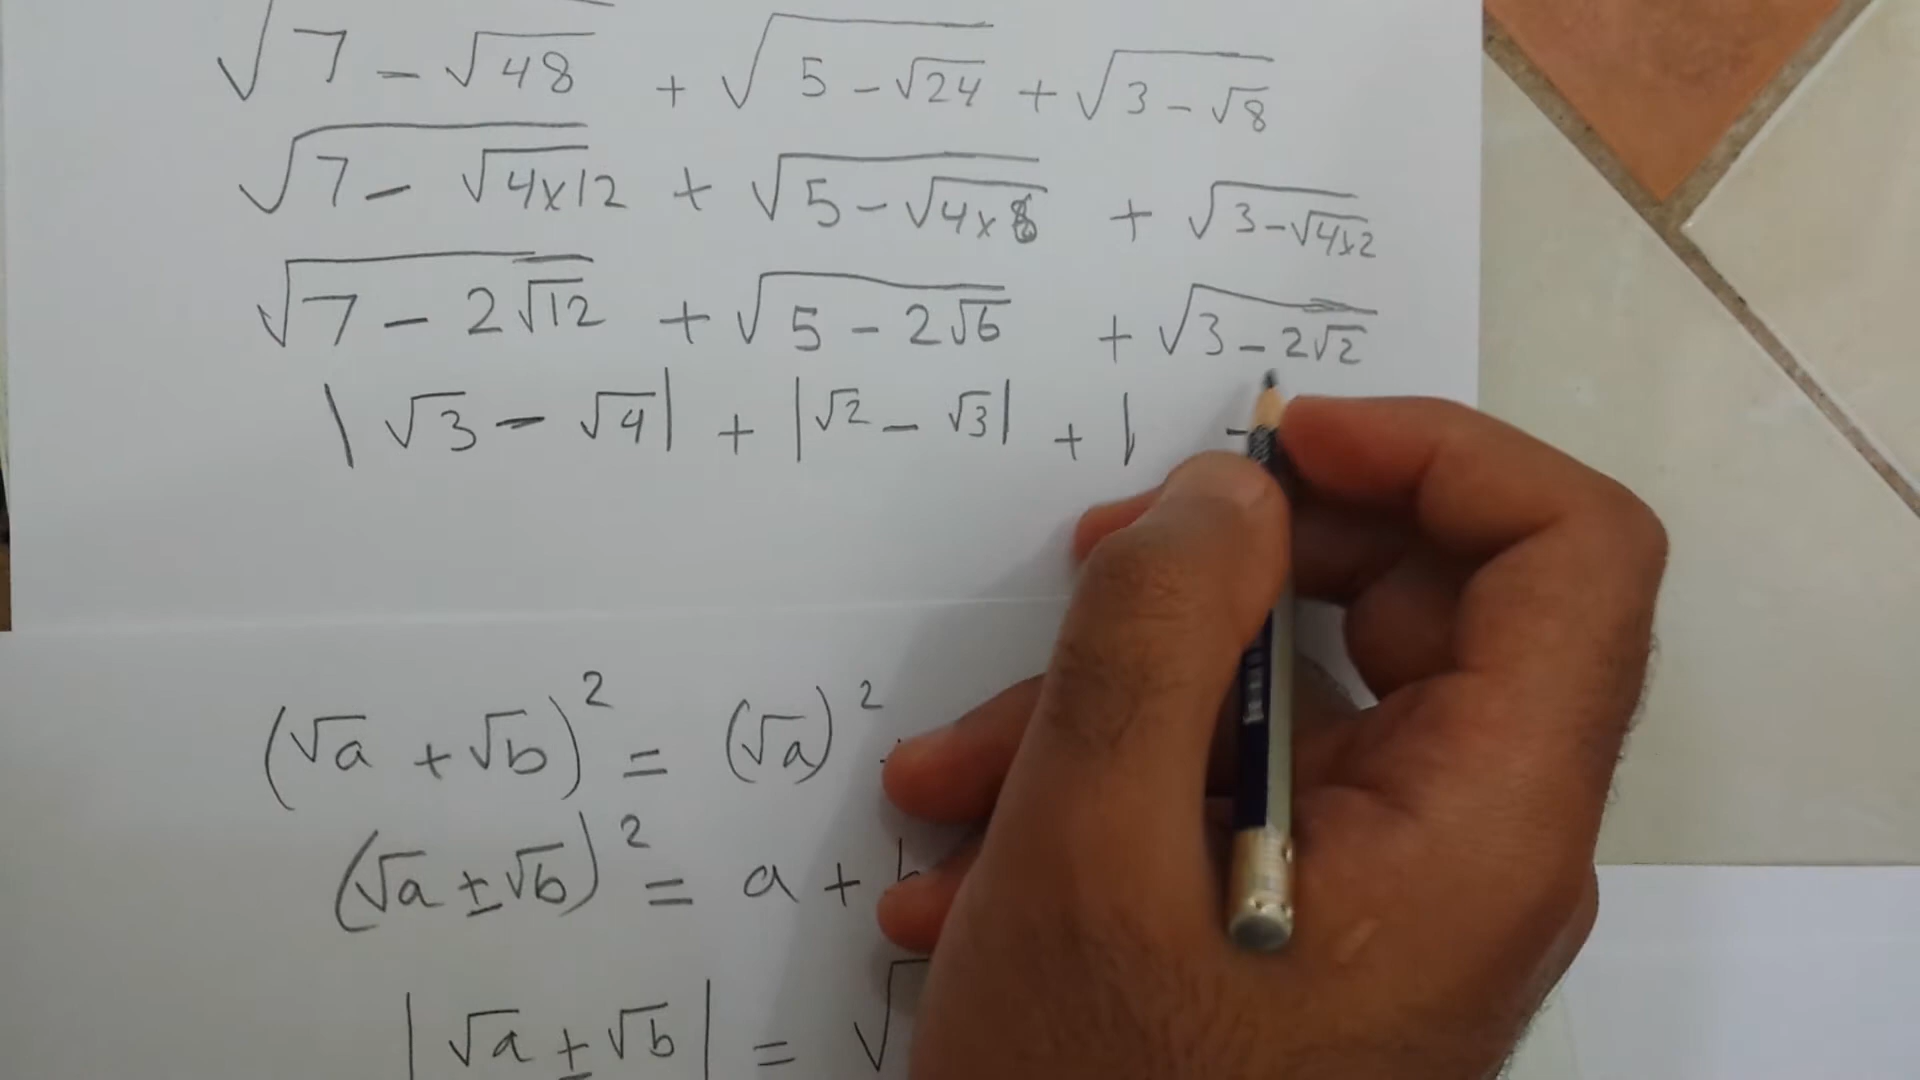 √(7 - √48) + √(5 - √24) + √(3 - √8)
√(7 - √(4x12)) + √(5 - √(4x6)) + √(3 - √(4x2))
√(7 - 2√12) + √(5 - 2√6) + √(3 - 2√2)
|√3 - √4| + |√2 - √3| + | -
(√a + √b)² = (√a)²
(√a ± √b)² = a + b
|√a ± √b| = √